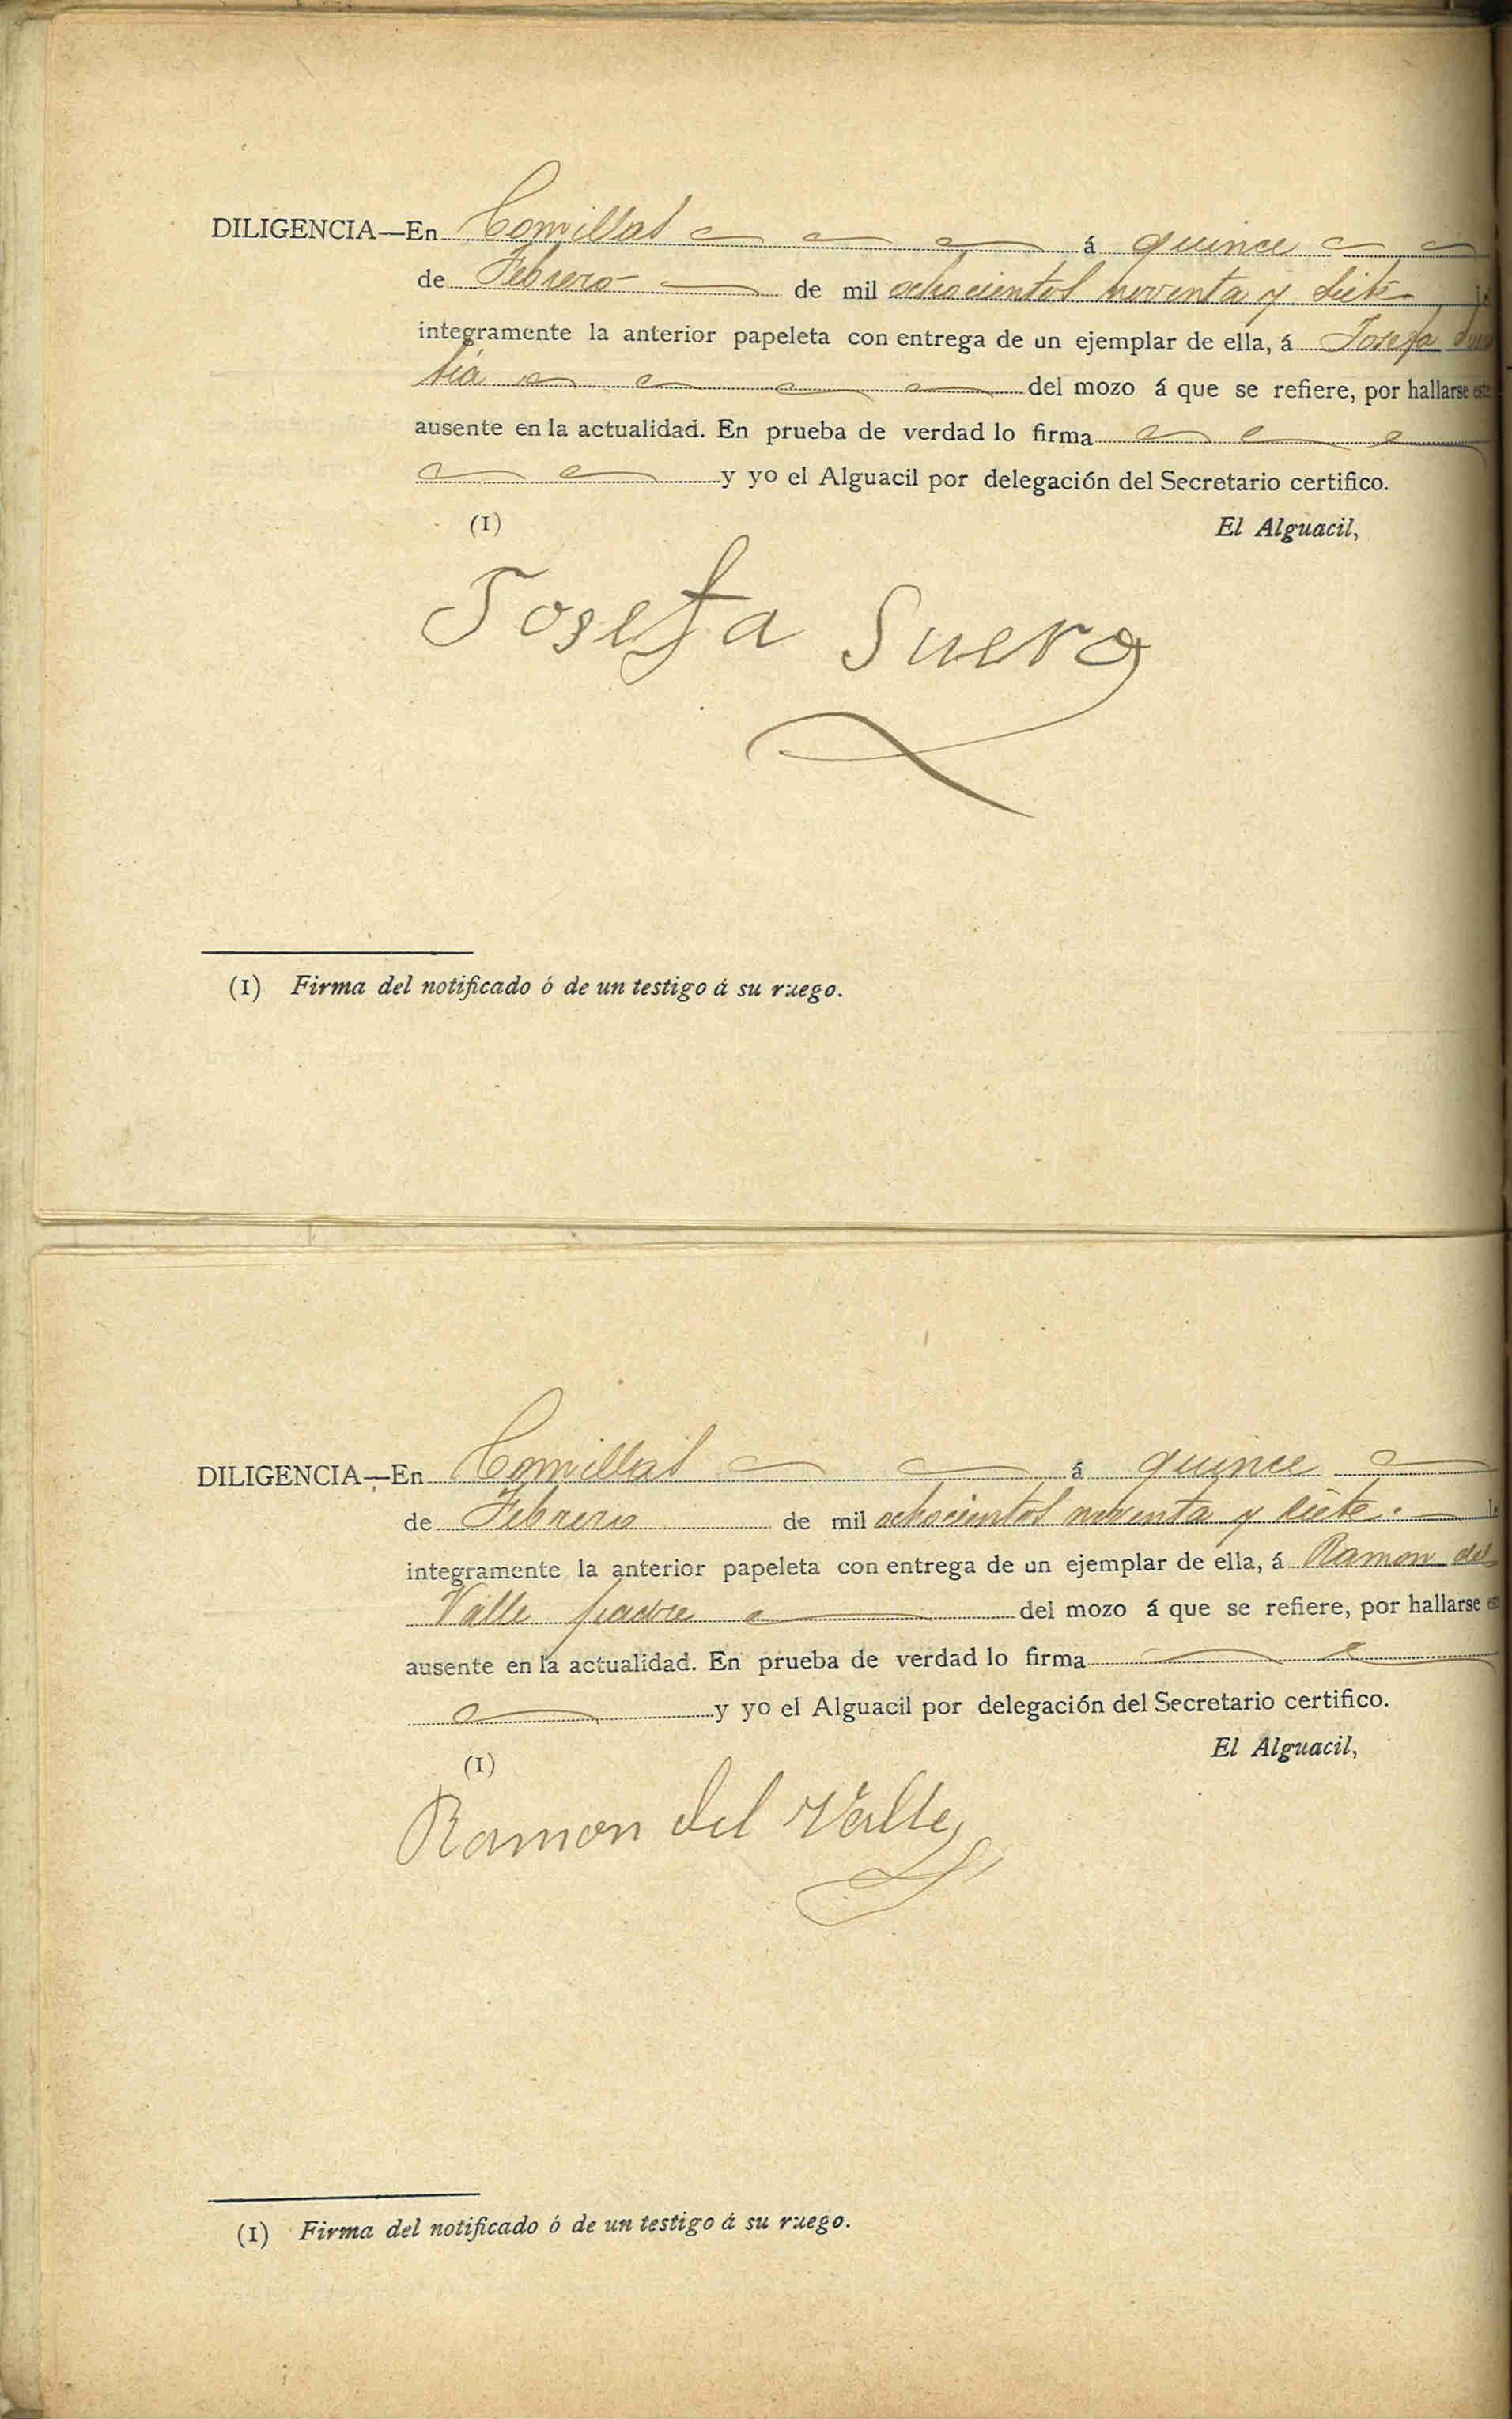 DILIGENCIA—En Comillas á quince
de Febrero de mil ochocientos noventa y siete
integramente la anterior papeleta con entrega de un ejemplar de ella, á Josefa
tia del mozo á que se refiere, por hallarse este
ausente en la actualidad. En prueba de verdad lo firma
y yo el Alguacil por delegación del Secretario certifico.
(1) El Alguacil,
Josefa Suero
(1) Firma del notificado ó de un testigo á su ruego.
DILIGENCIA—En Comillas á quince
de Febrero de mil ochocientos noventa y siete.
integramente la anterior papeleta con entrega de un ejemplar de ella, á Ramon del
Valle padre del mozo á que se refiere, por hallarse
ausente en la actualidad. En prueba de verdad lo firma
y yo el Alguacil por delegación del Secretario certifico.
(1) El Alguacil,
Ramon del Valle
(1) Firma del notificado ó de un testigo á su ruego.